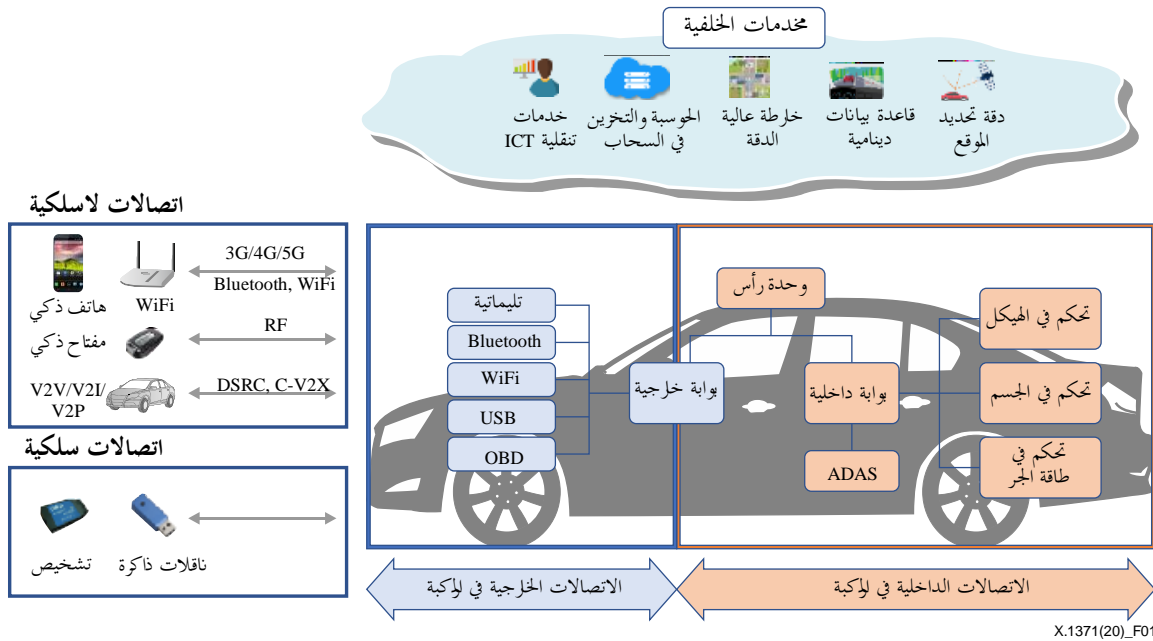 مخدمات الخلفية
دقة تحديد
الموقع
قاعدة بيانات
دينامية
خارطة عالية
الدقة
الحوسبة والتخزين
في السحاب
خدمات
تنقلية ICT
اتصالات لاسلكية
3G/4G/5G
Bluetooth, WiFi
WiFi
هاتف ذكي
RF
مفتاح ذكي
DSRC, C-V2X
V2V/V2I/
V2P
اتصالات سلكية
ناقلات ذاكرة
تشخيص
وحدة رأس
تليماتية
Bluetooth
WiFi
USB
OBD
بوابة خارجية
بوابة داخلية
ADAS
تحكم في الهيكل
تحكم في الجسم
تحكم في
طاقة الجر
الاتصالات الداخلية في المركبة
الاتصالات الخارجية في المركبة
X.1371(20)_F01